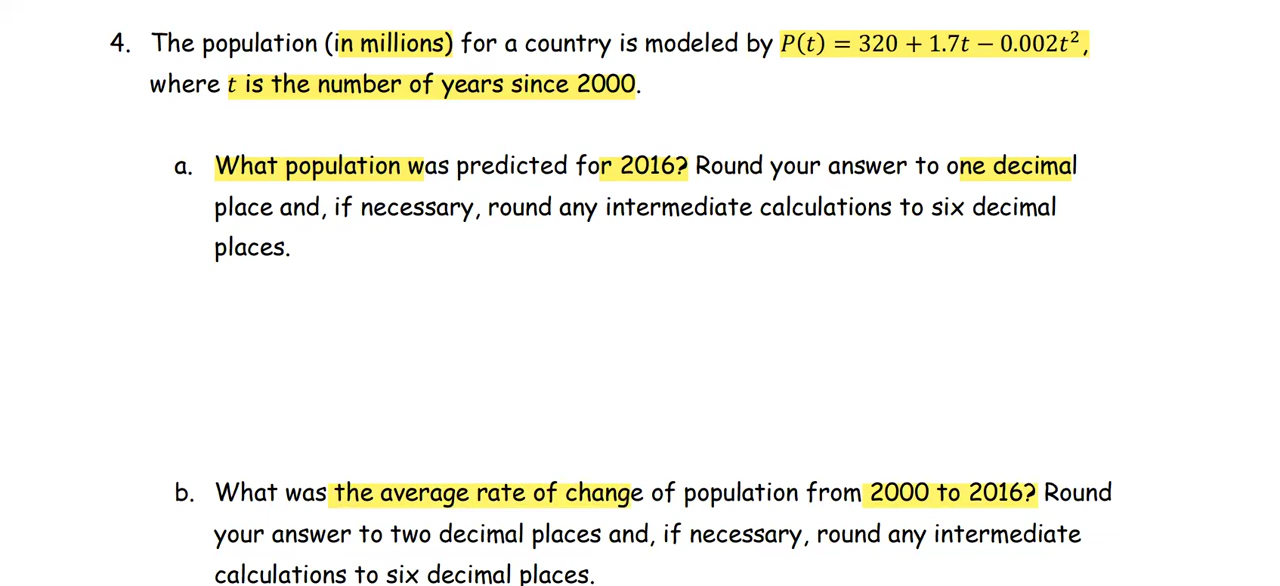 4. The population (in millions) for a country is modeled by P(t) = 320 + 1.7t − 0.002t²,
where t is the number of years since 2000.
a. What population was predicted for 2016? Round your answer to one decimal
place and, if necessary, round any intermediate calculations to six decimal
places.
b. What was the average rate of change of population from 2000 to 2016? Round
your answer to two decimal places and, if necessary, round any intermediate
calculations to six decimal places.